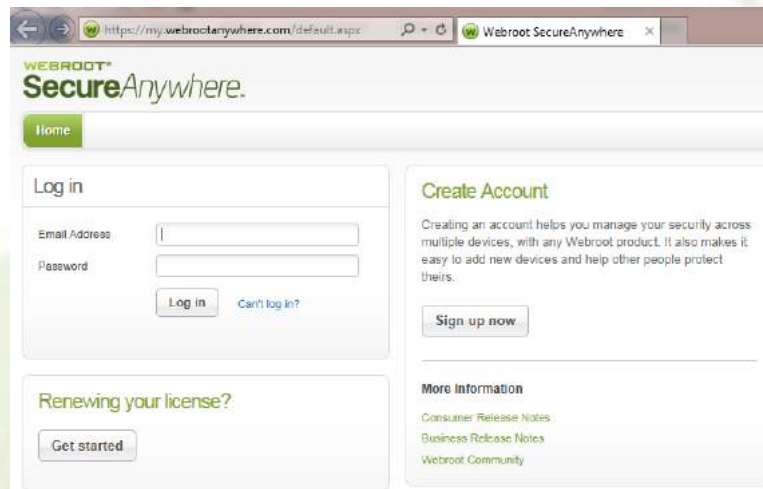 https://my.webrootanywhere.com/default.aspx
Webroot SecureAnywhere
WEBROOT®
SecureAnywhere.
Home
Log in
Email Address
Password
Log in
Can't log in?
Renewing your license?
Get started
Create Account
Creating an account helps you manage your security across
multiple devices, with any Webroot product. It also makes it
easy to add new devices and help other people protect
theirs.
Sign up now
More Information
Consumer Release Notes
Business Release Notes
Webroot Community